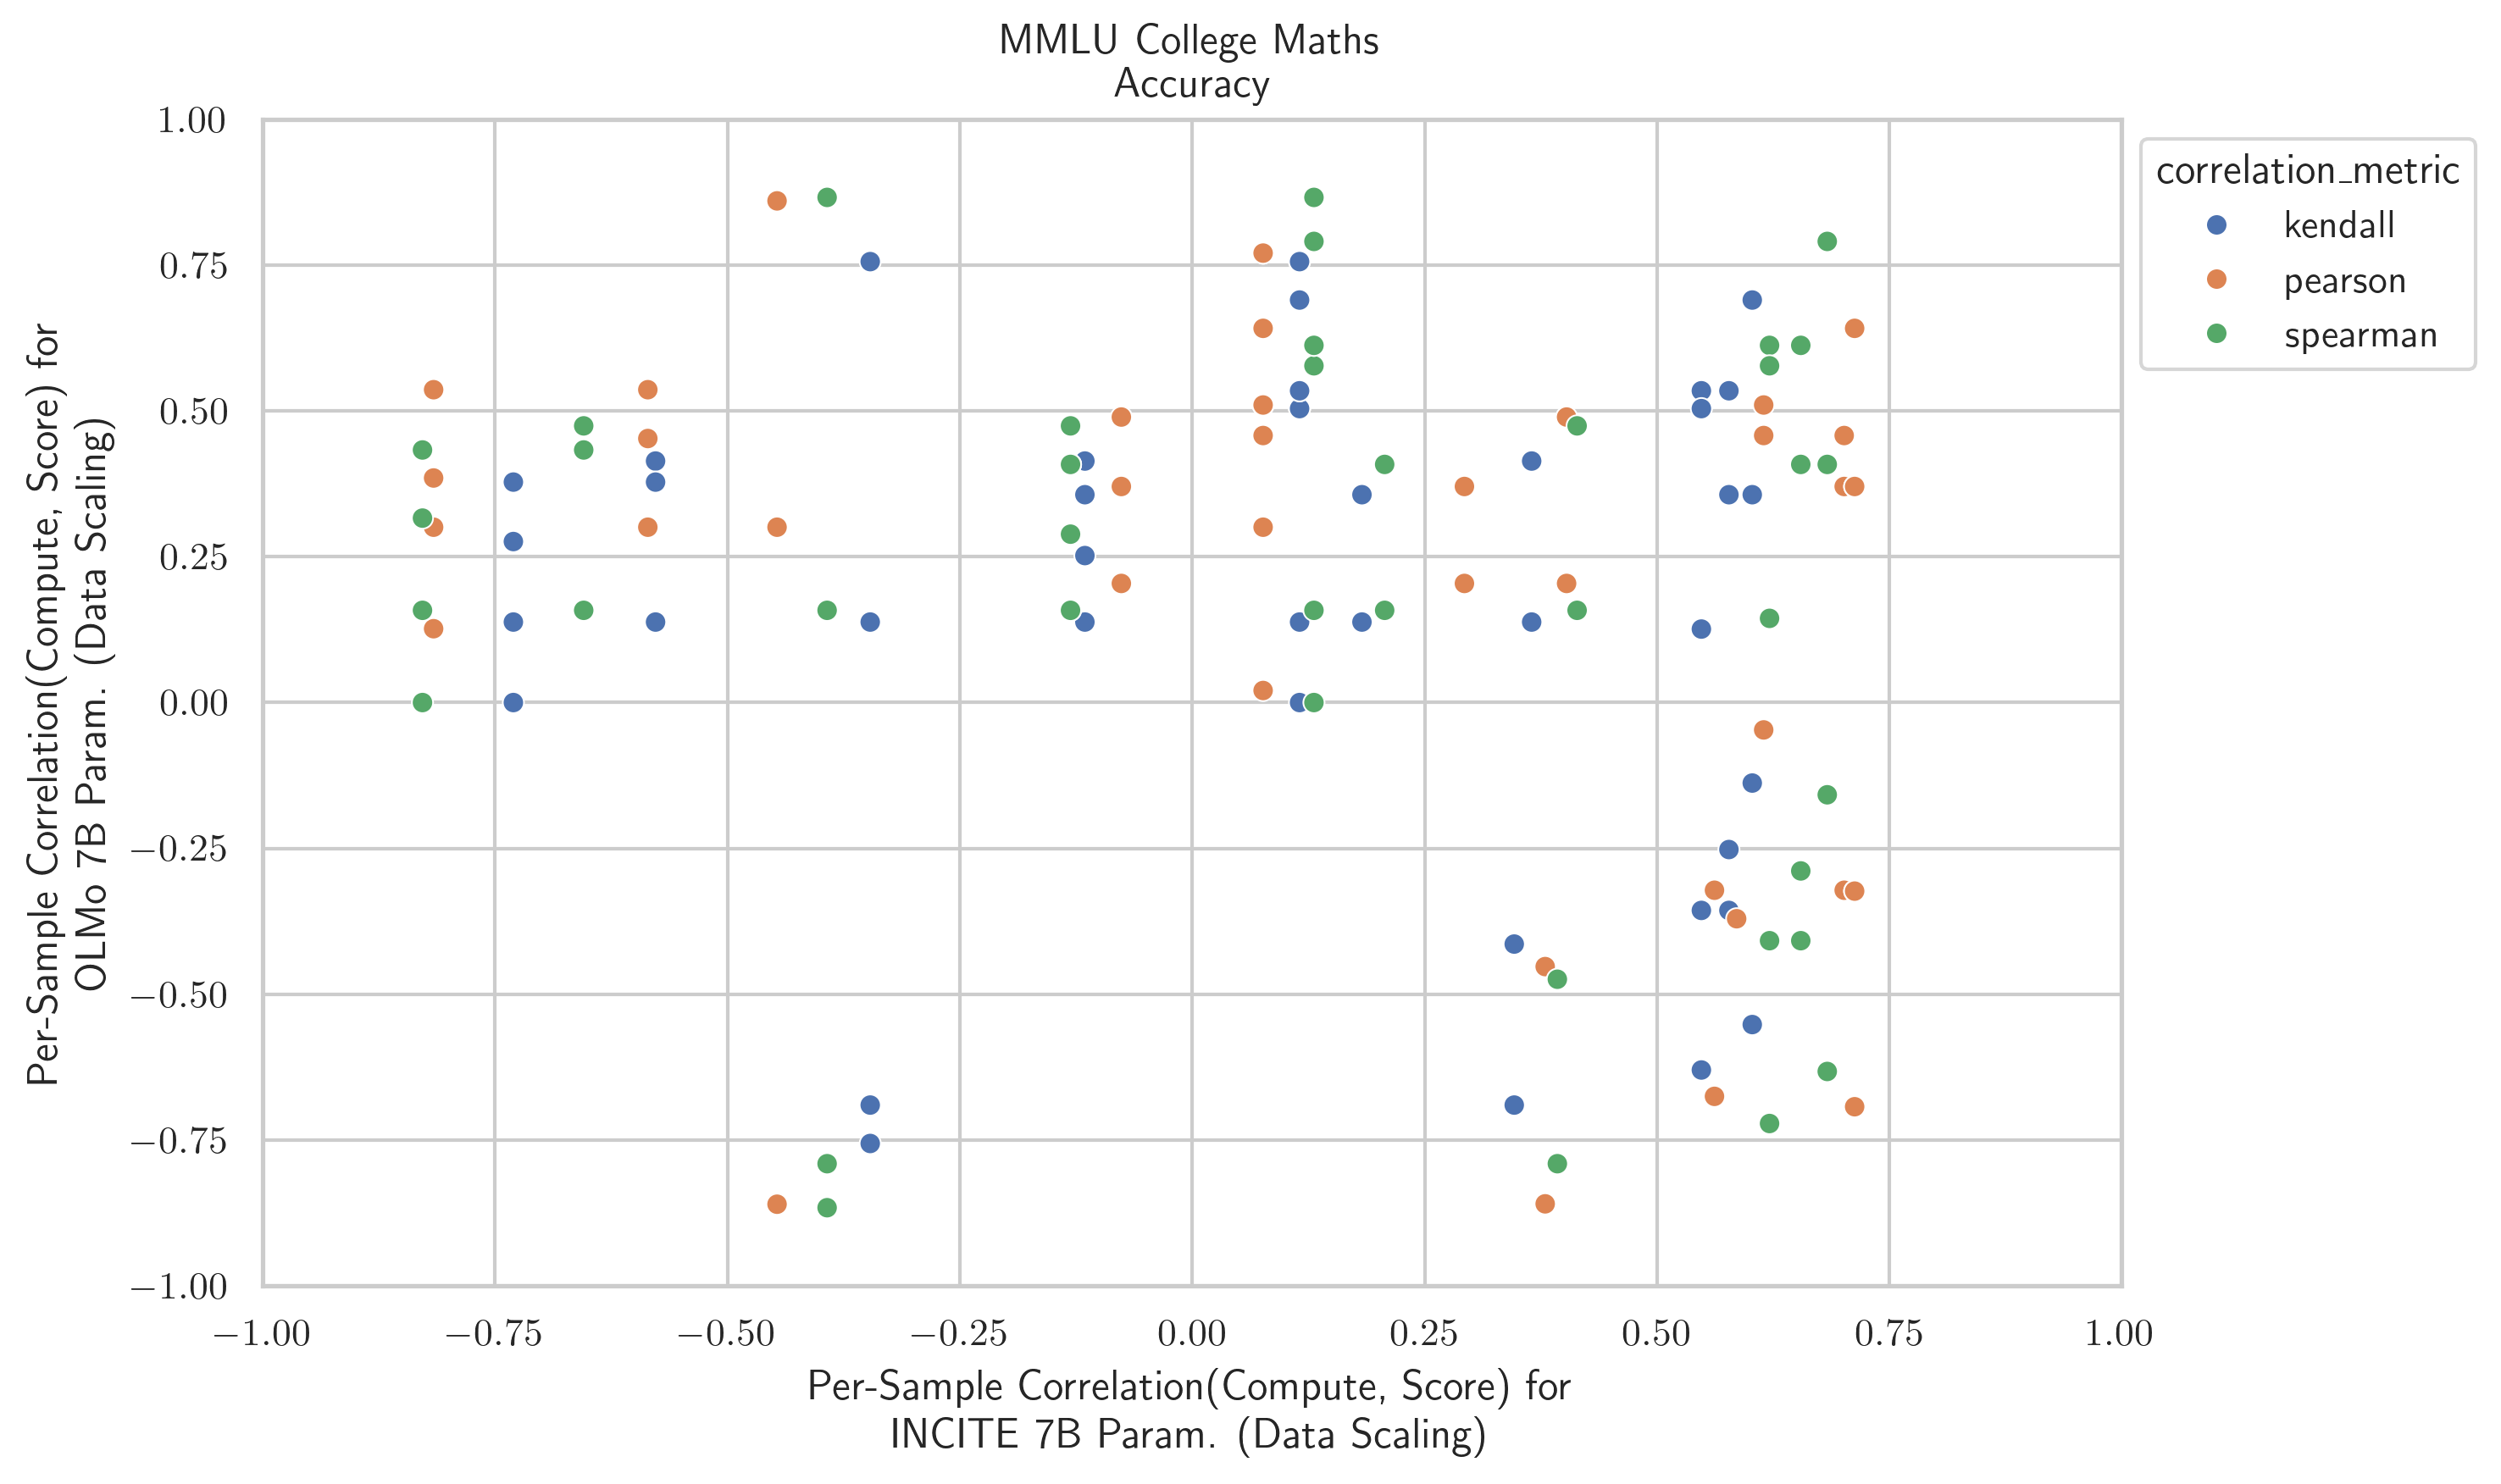 MMLU College Maths
Accuracy
1.00
0.75
0.50
0.25
0.00
−0.25
−0.50
−0.75
−1.00
Per-Sample Correlation(Compute, Score) for
OLMo 7B Param. (Data Scaling)
correlation_metric
kendall
pearson
spearman
−1.00 −0.75 −0.50 −0.25 0.00 0.25 0.50 0.75 1.00
Per-Sample Correlation(Compute, Score) for
INCITE 7B Param. (Data Scaling)